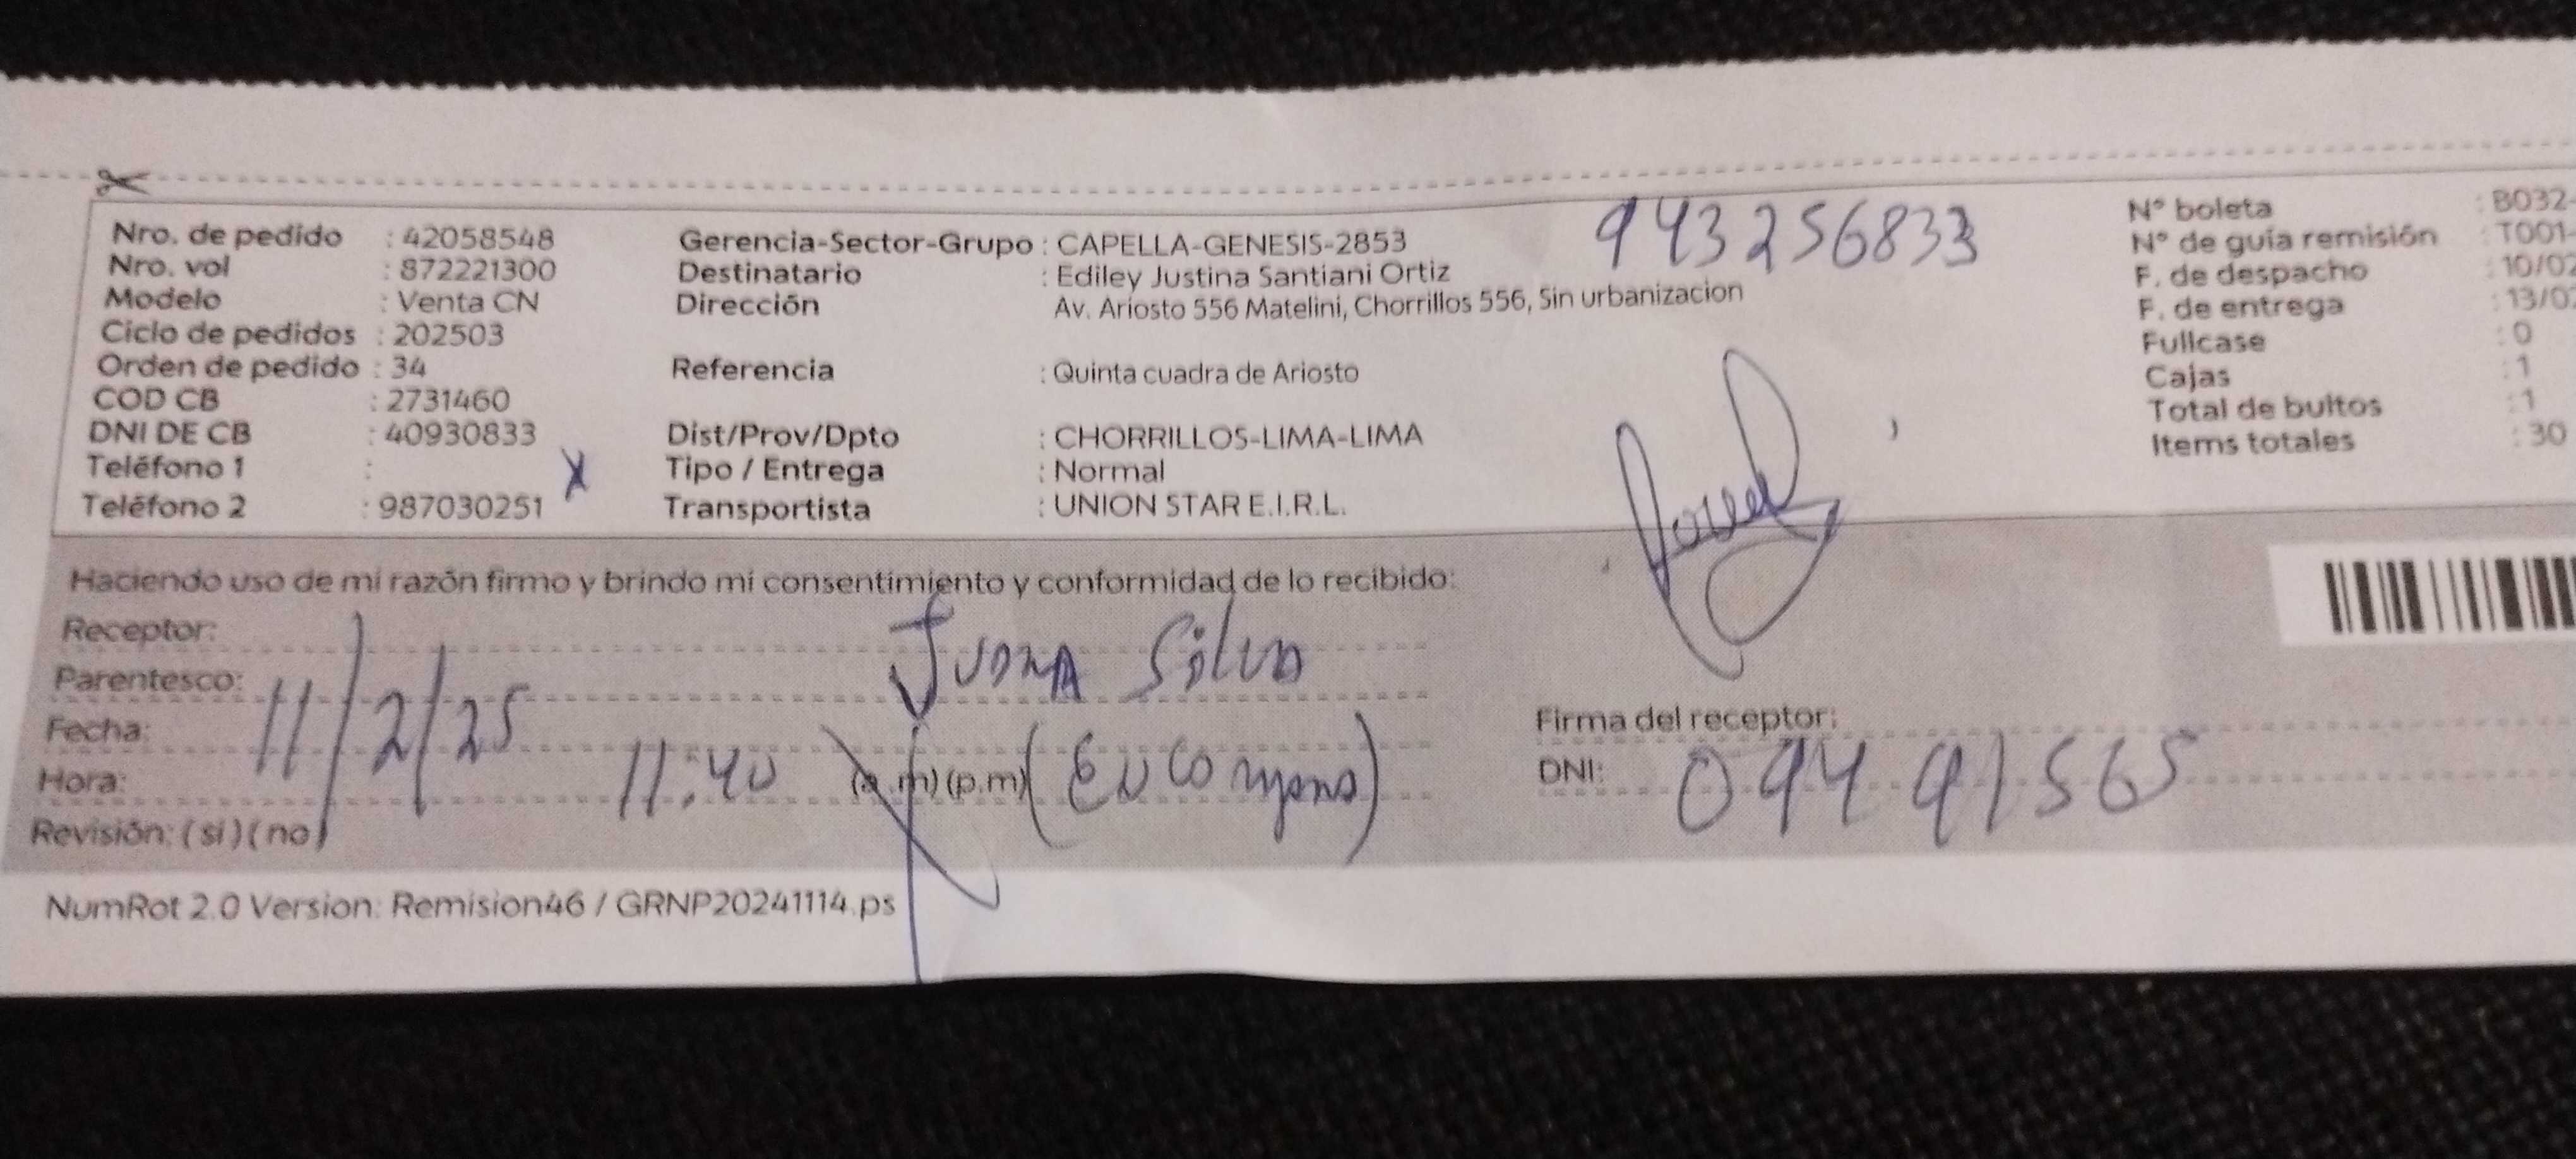 Nro. de pedido : 42058548
Nro. vol : 872221300
Modelo : Venta CN
Ciclo de pedidos : 202503
Orden de pedido : 34
COD CB : 2731460
DNI DE CB : 40930833
Teléfono 1 : X
Teléfono 2 : 987030251
Gerencia-Sector-Grupo : CAPELLA-GENESIS-2853
Destinatario : Ediley Justina Santiani Ortiz
Dirección Av. Ariosto 556 Matelini, Chorrillos 556, Sin urbanizacion
Referencia : Quinta cuadra de Ariosto
Dist/Prov/Dpto : CHORRILLOS-LIMA-LIMA
Tipo / Entrega : Normal
Transportista : UNION STAR E.I.R.L.
943256833
N° boleta : B032-
N° de guía remisión : T001-
F. de despacho : 10/02
F. de entrega : 13/02
Fullcase : 0
Cajas : 1
Total de bultos : 1
Items totales : 30
Haciendo uso de mi razón firmo y brindo mi consentimiento y conformidad de lo recibido:
Receptor:
Juana Silva
Parentesco:
Fecha: 11/2/25
Hora: 11:40 (a.m) (p.m)
Revisión: (si) (no)
Firma del receptor:
DNI: 09491565
NumRot 2.0 Version: Remision46 / GRNP20241114.ps